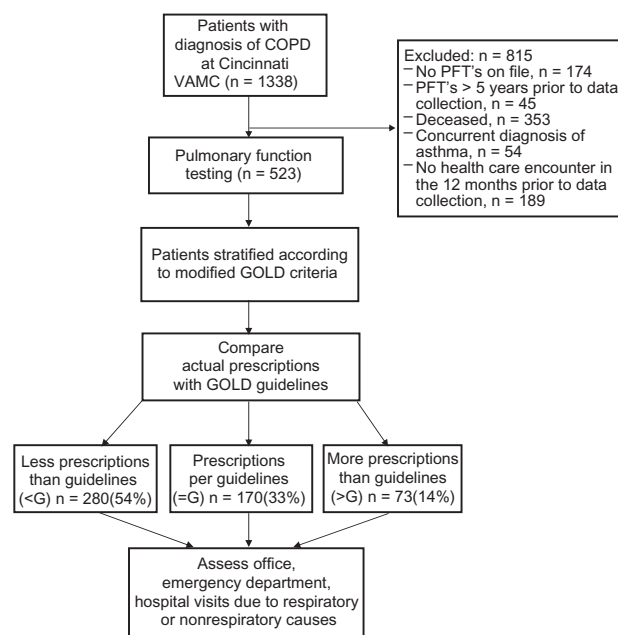 Patients with
diagnosis of COPD
at Cincinnati
VAMC (n = 1338)
Excluded: n = 815
– No PFT's on file, n = 174
– PFT's > 5 years prior to data
collection, n = 45
– Deceased, n = 353
– Concurrent diagnosis of
asthma, n = 54
– No health care encounter in
the 12 months prior to data
collection, n = 189
Pulmonary function
testing (n = 523)
Patients stratified according
to modified GOLD criteria
Compare
actual prescriptions
with GOLD guidelines
Less prescriptions
than guidelines
(<G) n = 280(54%)
Prescriptions
per guidelines
(=G) n = 170(33%)
More prescriptions
than guidelines
(>G) n = 73(14%)
Assess office,
emergency department,
hospital visits due to respiratory
or nonrespiratory causes